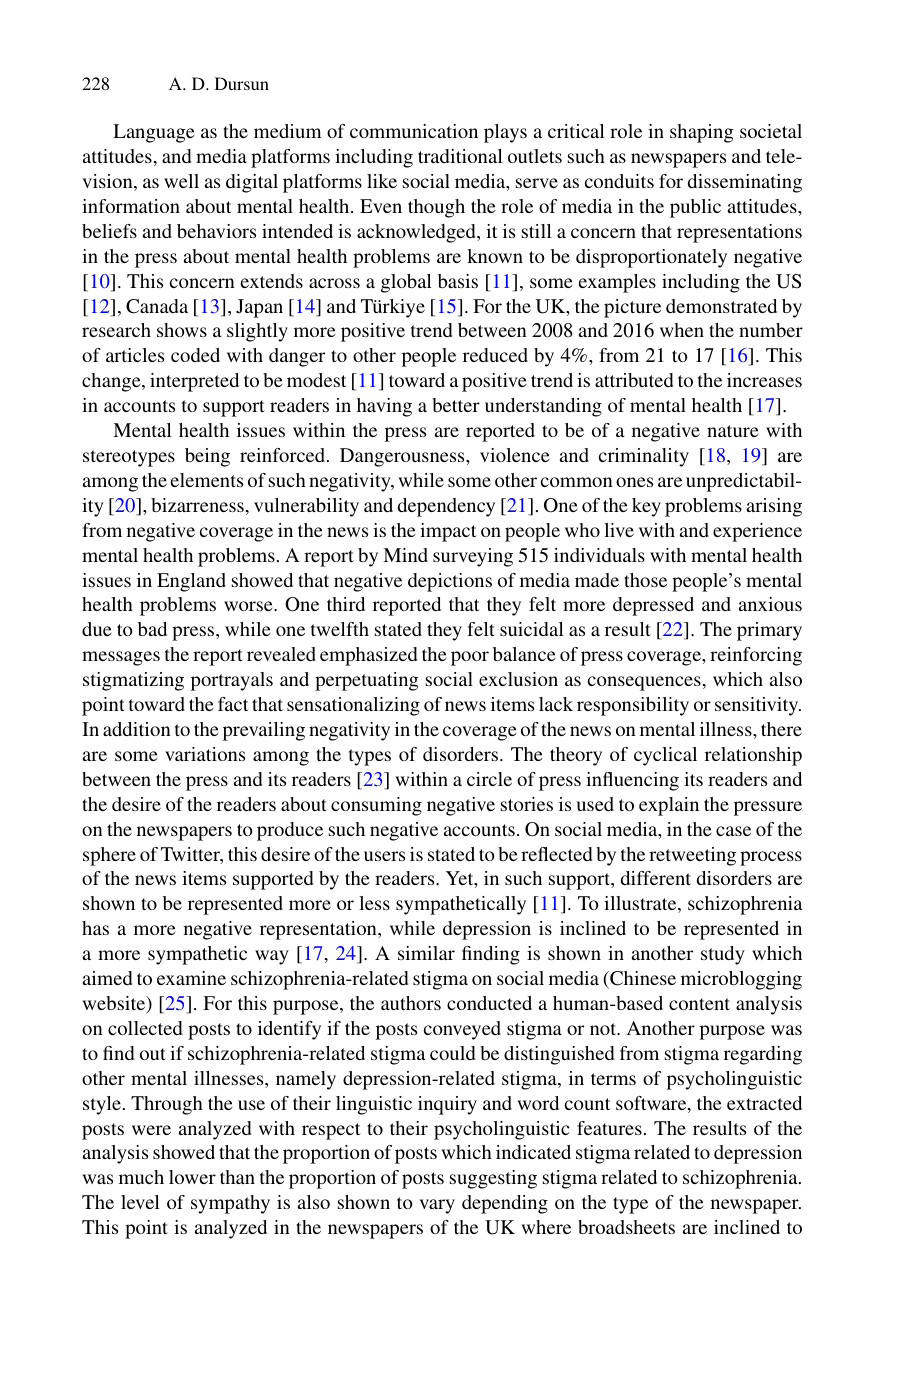 228 A. D. Dursun
Language as the medium of communication plays a critical role in shaping societal
attitudes, and media platforms including traditional outlets such as newspapers and tele-
vision, as well as digital platforms like social media, serve as conduits for disseminating
information about mental health. Even though the role of media in the public attitudes,
beliefs and behaviors intended is acknowledged, it is still a concern that representations
in the press about mental health problems are known to be disproportionately negative
[10]. This concern extends across a global basis [11], some examples including the US
[12], Canada [13], Japan [14] and Türkiye [15]. For the UK, the picture demonstrated by
research shows a slightly more positive trend between 2008 and 2016 when the number
of articles coded with danger to other people reduced by 4%, from 21 to 17 [16]. This
change, interpreted to be modest [11] toward a positive trend is attributed to the increases
in accounts to support readers in having a better understanding of mental health [17].
Mental health issues within the press are reported to be of a negative nature with
stereotypes being reinforced. Dangerousness, violence and criminality [18, 19] are
among the elements of such negativity, while some other common ones are unpredictabil-
ity [20], bizarreness, vulnerability and dependency [21]. One of the key problems arising
from negative coverage in the news is the impact on people who live with and experience
mental health problems. A report by Mind surveying 515 individuals with mental health
issues in England showed that negative depictions of media made those people's mental
health problems worse. One third reported that they felt more depressed and anxious
due to bad press, while one twelfth stated they felt suicidal as a result [22]. The primary
messages the report revealed emphasized the poor balance of press coverage, reinforcing
stigmatizing portrayals and perpetuating social exclusion as consequences, which also
point toward the fact that sensationalizing of news items lack responsibility or sensitivity.
In addition to the prevailing negativity in the coverage of the news on mental illness, there
are some variations among the types of disorders. The theory of cyclical relationship
between the press and its readers [23] within a circle of press influencing its readers and
the desire of the readers about consuming negative stories is used to explain the pressure
on the newspapers to produce such negative accounts. On social media, in the case of the
sphere of Twitter, this desire of the users is stated to be reflected by the retweeting process
of the news items supported by the readers. Yet, in such support, different disorders are
shown to be represented more or less sympathetically [11]. To illustrate, schizophrenia
has a more negative representation, while depression is inclined to be represented in
a more sympathetic way [17, 24]. A similar finding is shown in another study which
aimed to examine schizophrenia-related stigma on social media (Chinese microblogging
website) [25]. For this purpose, the authors conducted a human-based content analysis
on collected posts to identify if the posts conveyed stigma or not. Another purpose was
to find out if schizophrenia-related stigma could be distinguished from stigma regarding
other mental illnesses, namely depression-related stigma, in terms of psycholinguistic
style. Through the use of their linguistic inquiry and word count software, the extracted
posts were analyzed with respect to their psycholinguistic features. The results of the
analysis showed that the proportion of posts which indicated stigma related to depression
was much lower than the proportion of posts suggesting stigma related to schizophrenia.
The level of sympathy is also shown to vary depending on the type of the newspaper.
This point is analyzed in the newspapers of the UK where broadsheets are inclined to